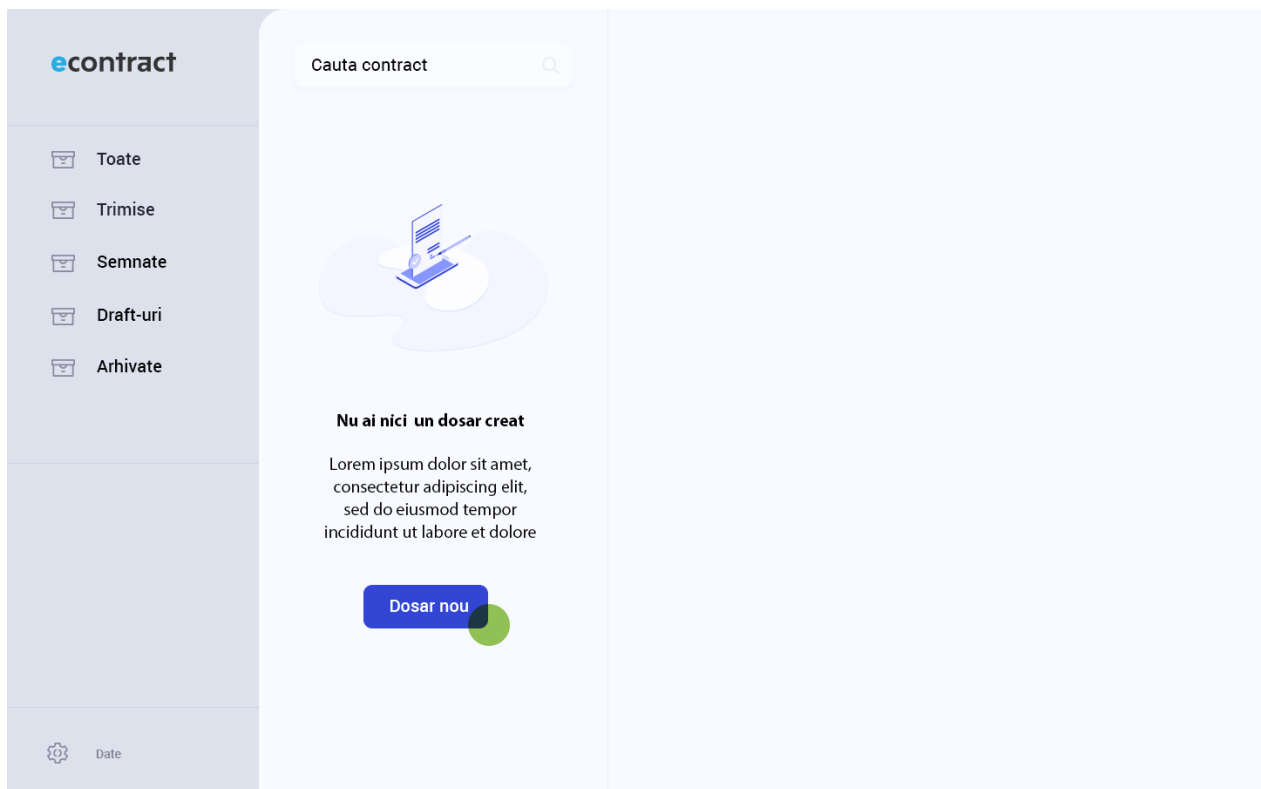 econtract
Toate
Trimise
Semnate
Draft-uri
Arhivate
Date
Cauta contract
Nu ai nici un dosar creat
Lorem ipsum dolor sit amet,
consectetur adipiscing elit,
sed do eiusmod tempor
incididunt ut labore et dolore
Dosar nou